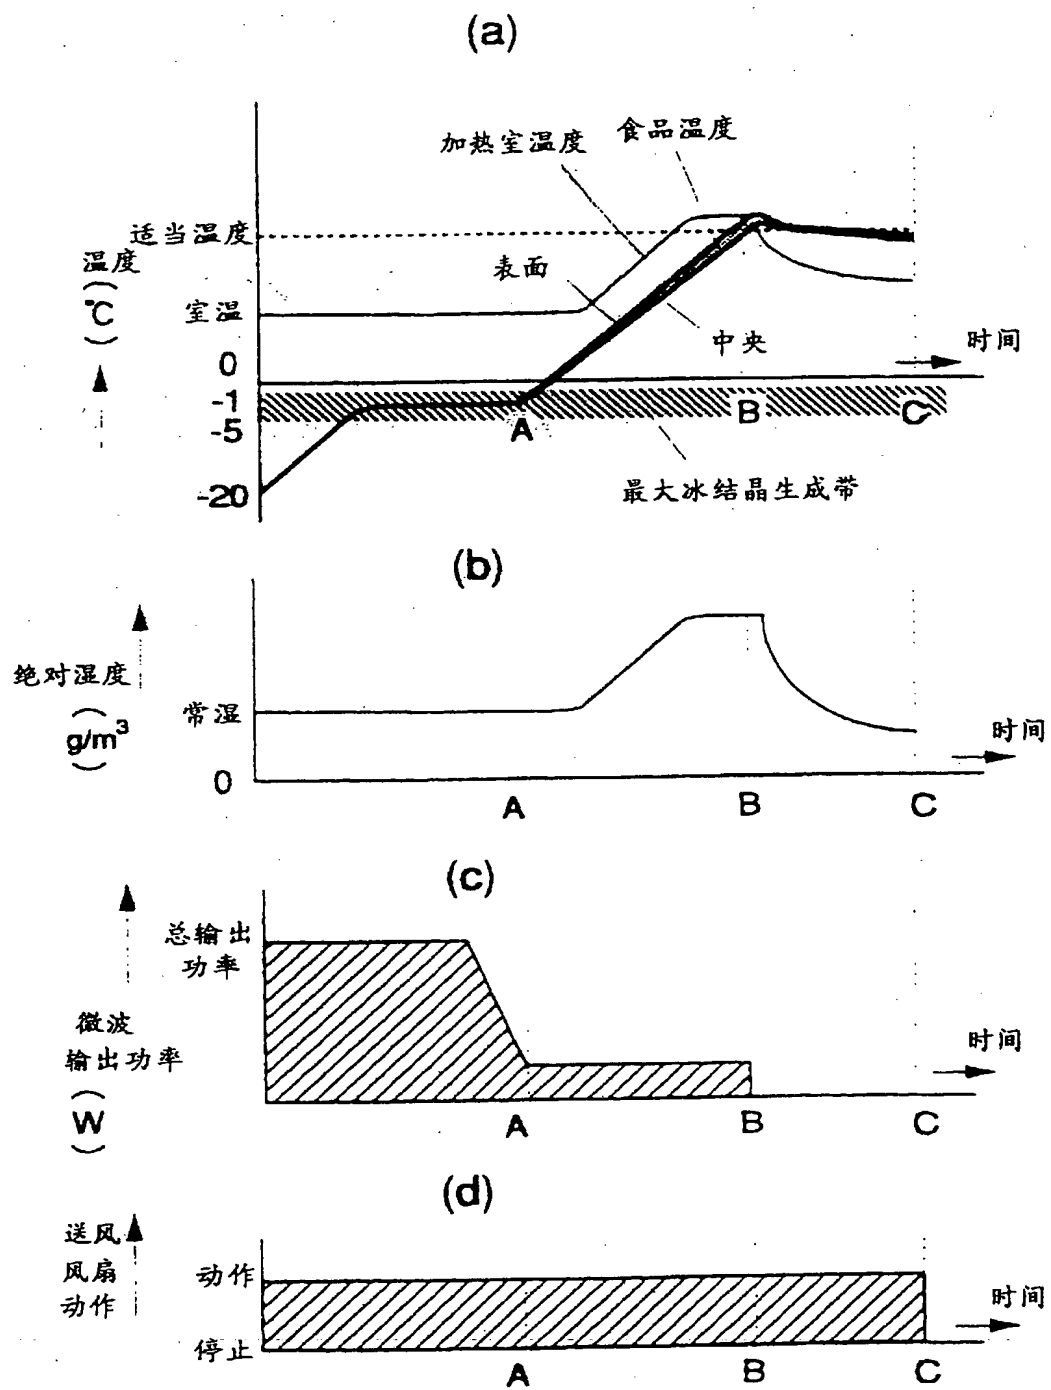 (a)
加热室温度
食品温度
适当温度
温度
(℃)
表面
室温
中央
时间
0
-1
-5
A
B
C
-20
最大冰结晶生成带
(b)
绝对湿度
(g/m³)
常湿
时间
0
A
B
C
(c)
总输出
功率
微波
输出功率
(W)
时间
A
B
C
(d)
送风
风扇
动作
动作
时间
停止
A
B
C